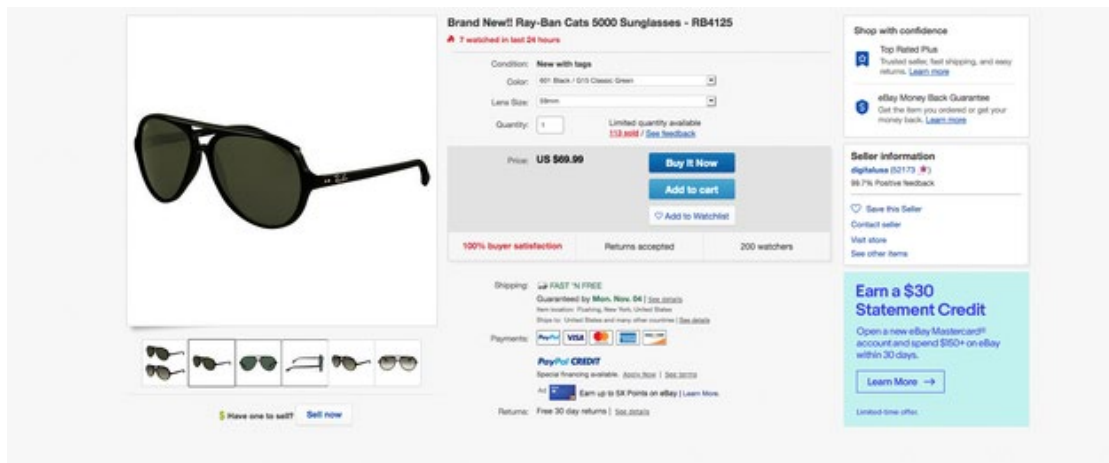 Brand New!! Ray-Ban Cats 5000 Sunglasses - RB4125
7 watched in last 24 hours
Condition: New with tags
Color: 601 Black / G15 Classic Green
Lens Size: 59mm
Quantity: 1
Limited quantity available
113 sold / See feedback
Price: US $69.99
Buy It Now
Add to cart
Add to Watchlist
100% buyer satisfaction
Returns accepted
200 watchers
Shipping: FAST 'N FREE
Guaranteed by Mon. Nov. 04 | See details
Item location: Flushing, New York, United States
Ships to: United States and many other countries | See details
Payments: PayPal VISA
PayPal CREDIT
Special financing available. Apply Now | See terms
Ad Earn up to 5X Points on eBay | Learn More.
Returns: Free 30 day returns | See details
Ray-Ban
$ Have one to sell? Sell now
Shop with confidence
Top Rated Plus
Trusted seller, fast shipping, and easy
returns. Learn more
eBay Money Back Guarantee
Get the item you ordered or get your
money back. Learn more
Seller information
digitaluss (52173)
99.7% Positive feedback
Save this Seller
Contact seller
Visit store
See other items
Earn a $30
Statement Credit
Open a new eBay Mastercard®
account and spend $150+ on eBay
within 30 days.
Learn More →
Limited-time offer.